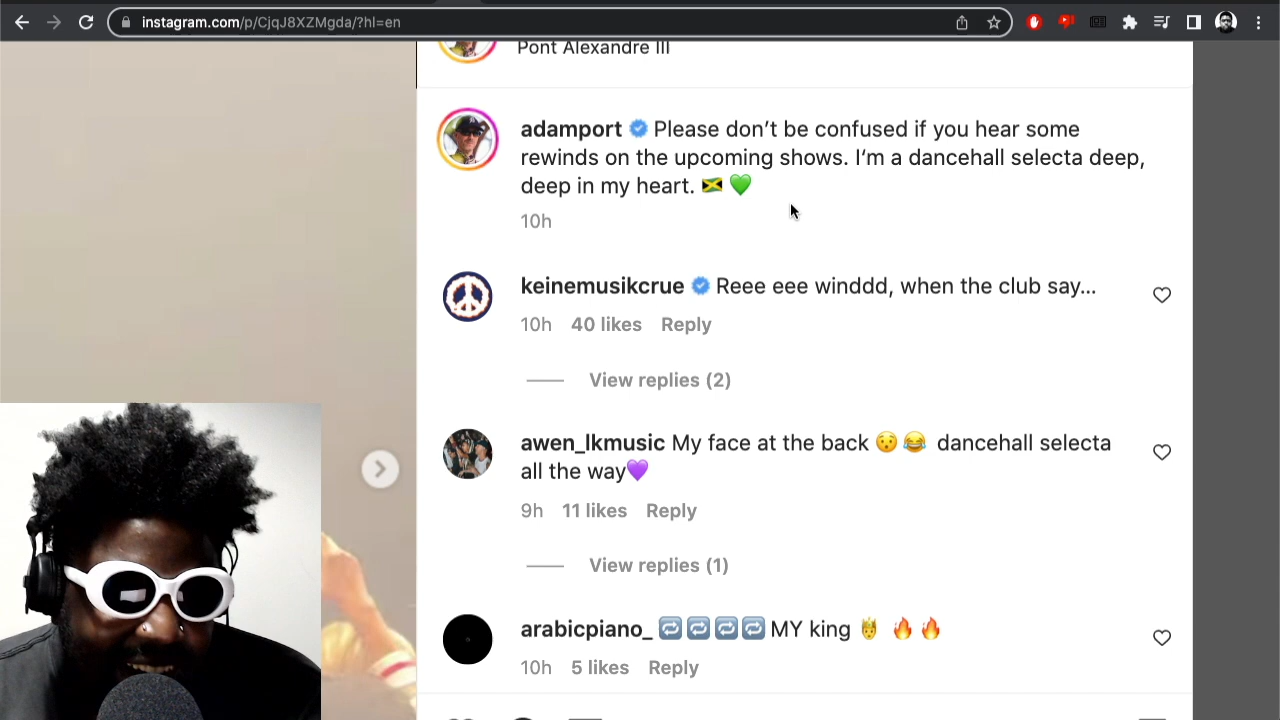 instagram.com/p/CjqJ8XZMgda/?hl=en
Pont Alexandre III
adamport Please don’t be confused if you hear some
rewinds on the upcoming shows. I‘m a dancehall selecta deep,
deep in my heart. 🇯🇲 💚
10h
keinemusikcrue Reee eee winddd, when the club say...
10h 40 likes Reply
View replies (2)
awen_lkmusic My face at the back 😯😂 dancehall selecta
all the way💜
9h 11 likes Reply
View replies (1)
arabicpiano_ 🔁🔁🔁🔁 MY king 🤴 🔥🔥
10h 5 likes Reply